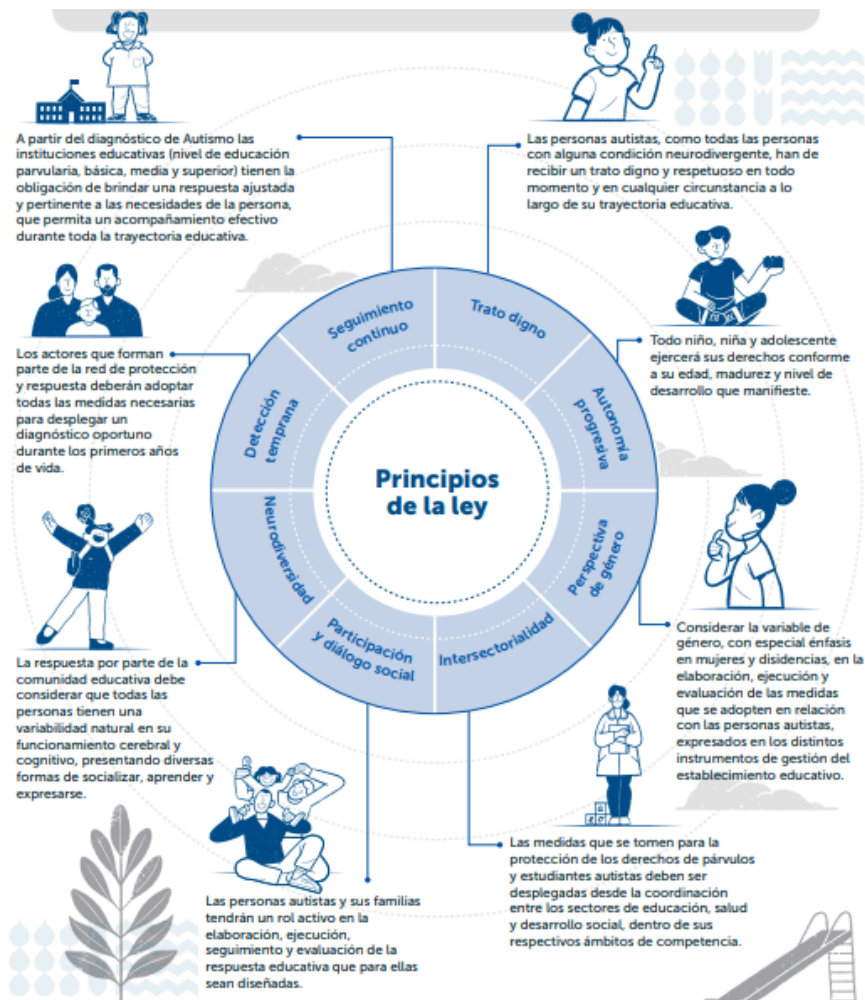 A partir del diagnóstico de Autismo las
instituciones educativas (nivel de educación
parvularia, básica, media y superior) tienen la
obligación de brindar una respuesta ajustada
y pertinente a las necesidades de la persona,
que permita un acompañamiento efectivo
durante toda la trayectoria educativa.
Las personas autistas, como todas las personas
con alguna condición neurodivergente, han de
recibir un trato digno y respetuoso en todo
momento y en cualquier circunstancia a lo
largo de su trayectoria educativa.
Los actores que forman
parte de la red de protección
y respuesta deberán adoptar
todas las medidas necesarias
para desplegar un
diagnóstico oportuno
durante los primeros años
de vida.
Todo niño, niña y adolescente
ejercerá sus derechos conforme
a su edad, madurez y nivel de
desarrollo que manifieste.
Seguimiento
continuo
Trato digno
Detección
temprana
Autonomía
progresiva
Principios
de la ley
Neurodiversidad
Perspectiva
de género
Participación
y diálogo social
Intersectorialidad
La respuesta por parte de la
comunidad educativa debe
considerar que todas las
personas tienen una
variabilidad natural en su
funcionamiento cerebral y
cognitivo, presentando diversas
formas de socializar, aprender y
expresarse.
Considerar la variable de
género, con especial énfasis
en mujeres y disidencias, en la
elaboración, ejecución y
evaluación de las medidas
que se adopten en relación
con las personas autistas,
expresados en los distintos
instrumentos de gestión del
establecimiento educativo.
Las personas autistas y sus familias
tendrán un rol activo en la
elaboración, ejecución,
seguimiento y evaluación de la
respuesta educativa que para ellas
sean diseñadas.
Las medidas que se tomen para la
protección de los derechos de párvulos
y estudiantes autistas deben ser
desplegadas desde la coordinación
entre los sectores de educación, salud
y desarrollo social, dentro de sus
respectivos ámbitos de competencia.